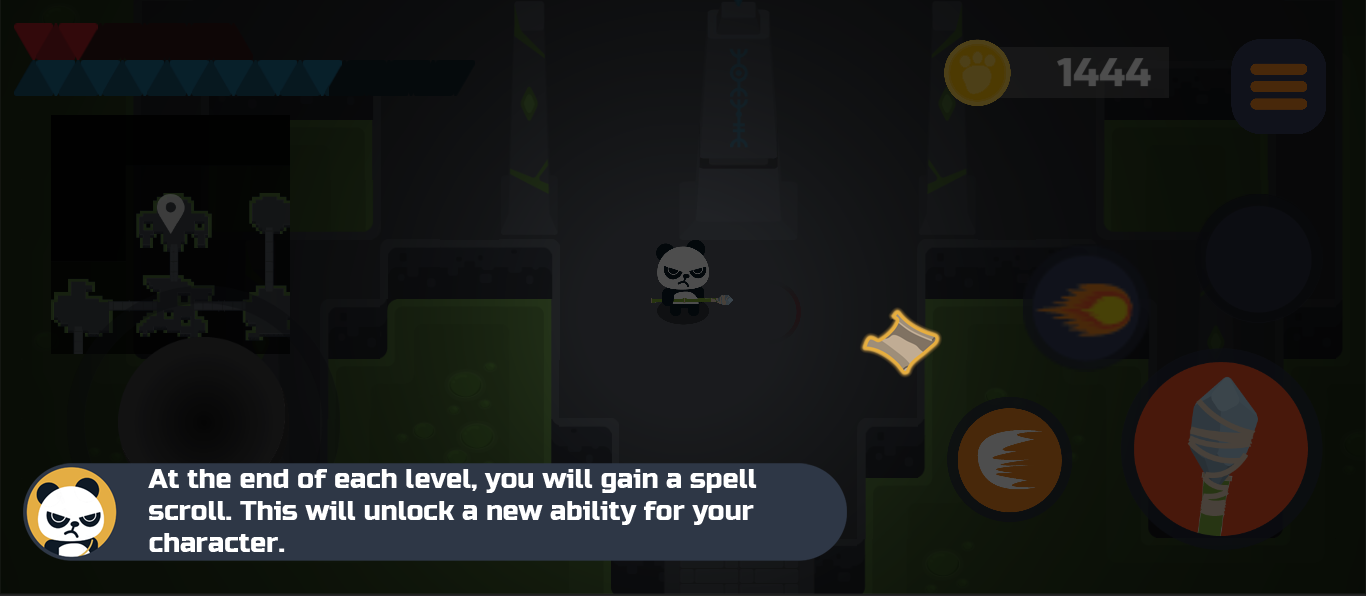 1444
At the end of each level, you will gain a spell
scroll. This will unlock a new ability for your
character.